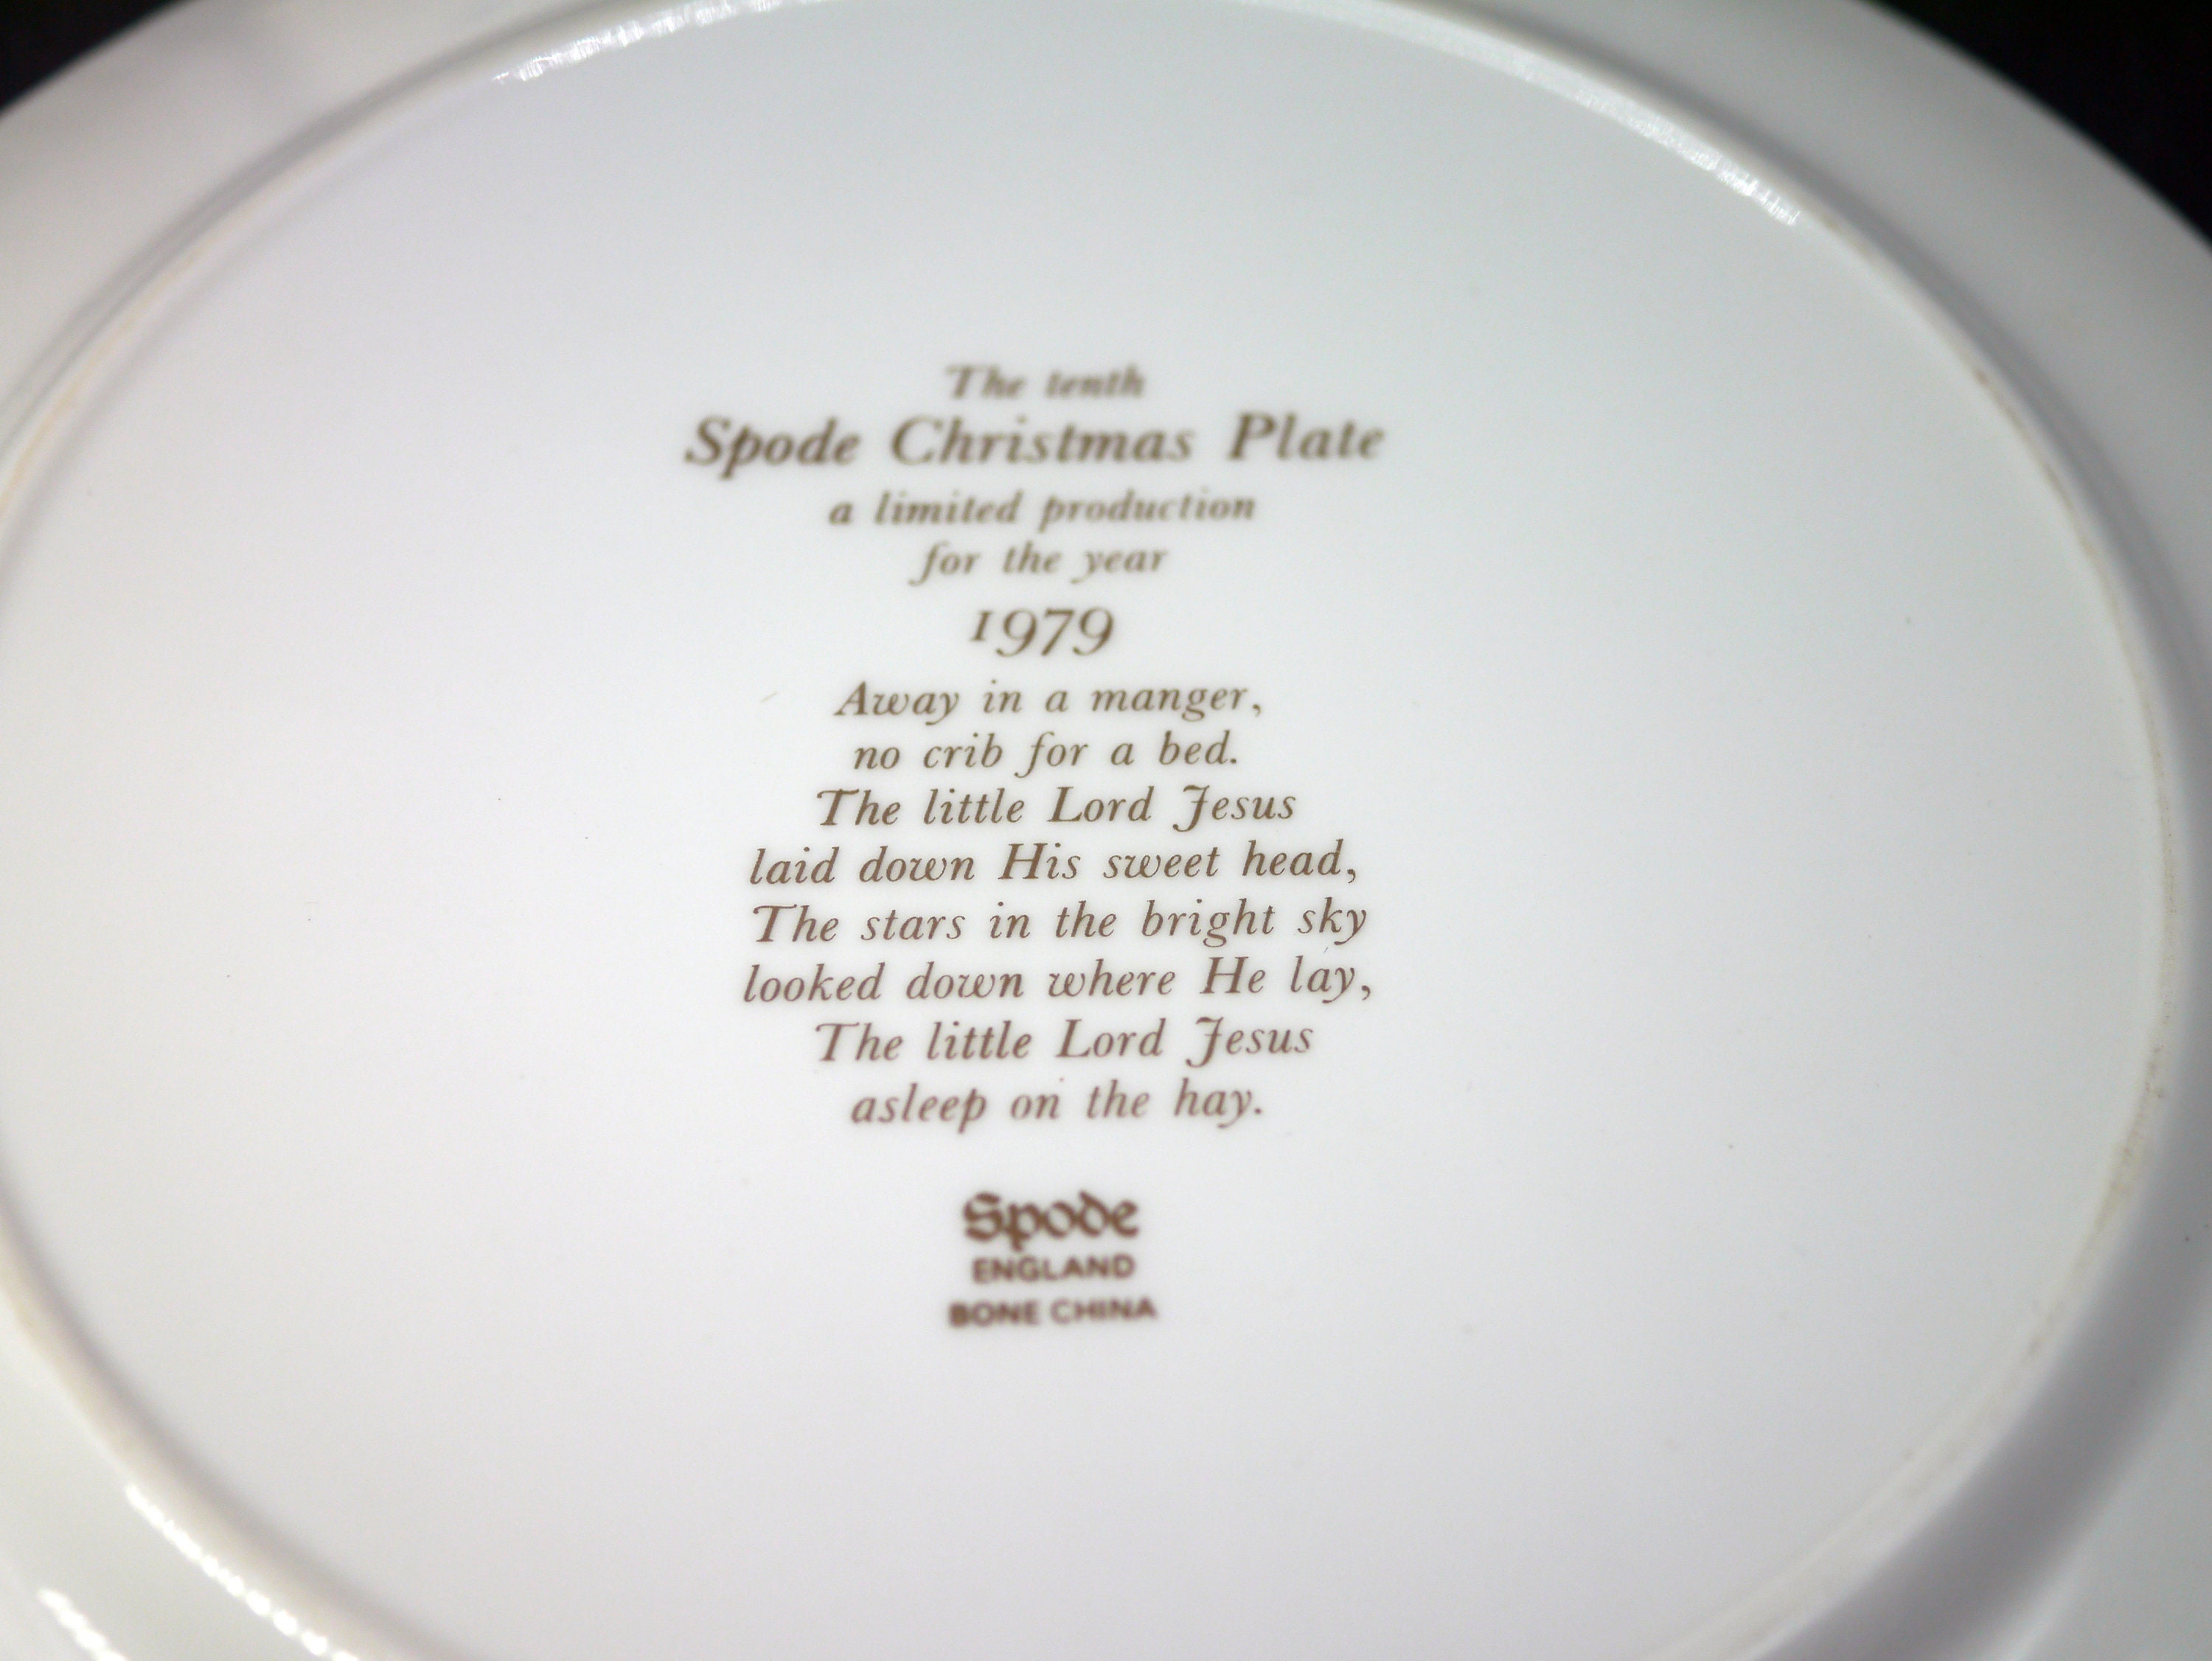 The tenth
Spode Christmas Plate
a limited production
for the year
1979
Away in a manger,
no crib for a bed.
The little Lord Jesus
laid down His sweet head,
The stars in the bright sky
looked down where He lay,
The little Lord Jesus
asleep on the hay.
Spode
ENGLAND
BONE CHINA